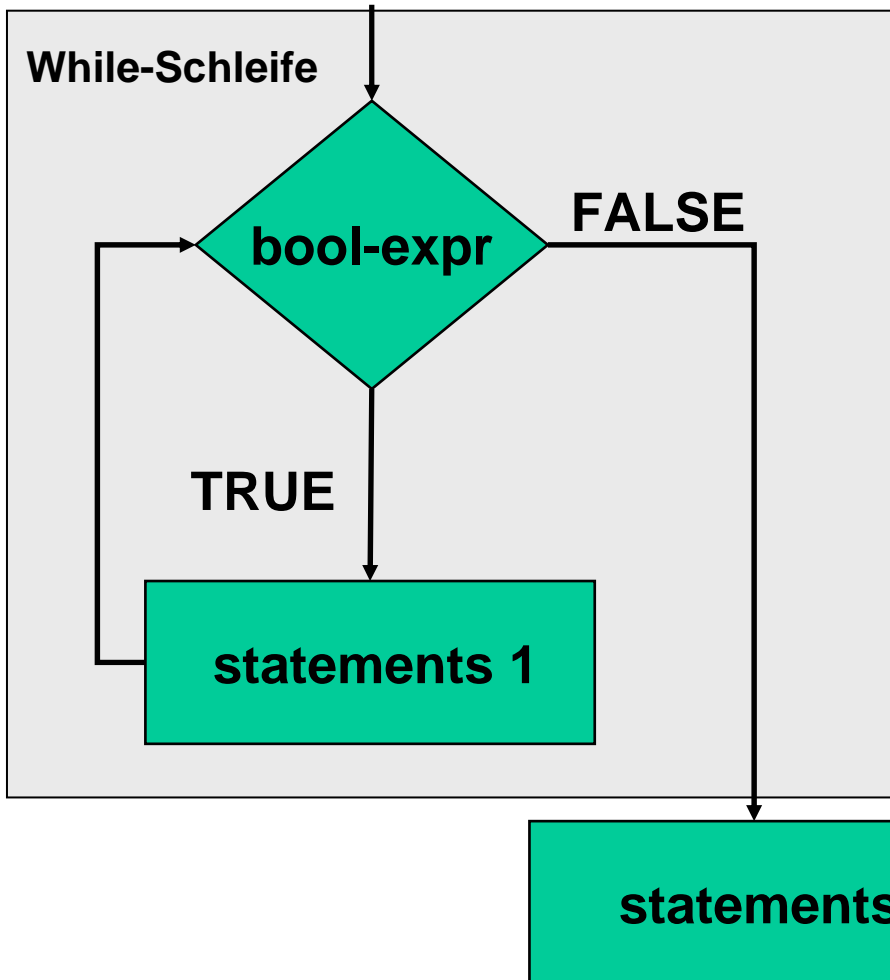 While-Schleife
bool-expr
FALSE
TRUE
statements 1
statements